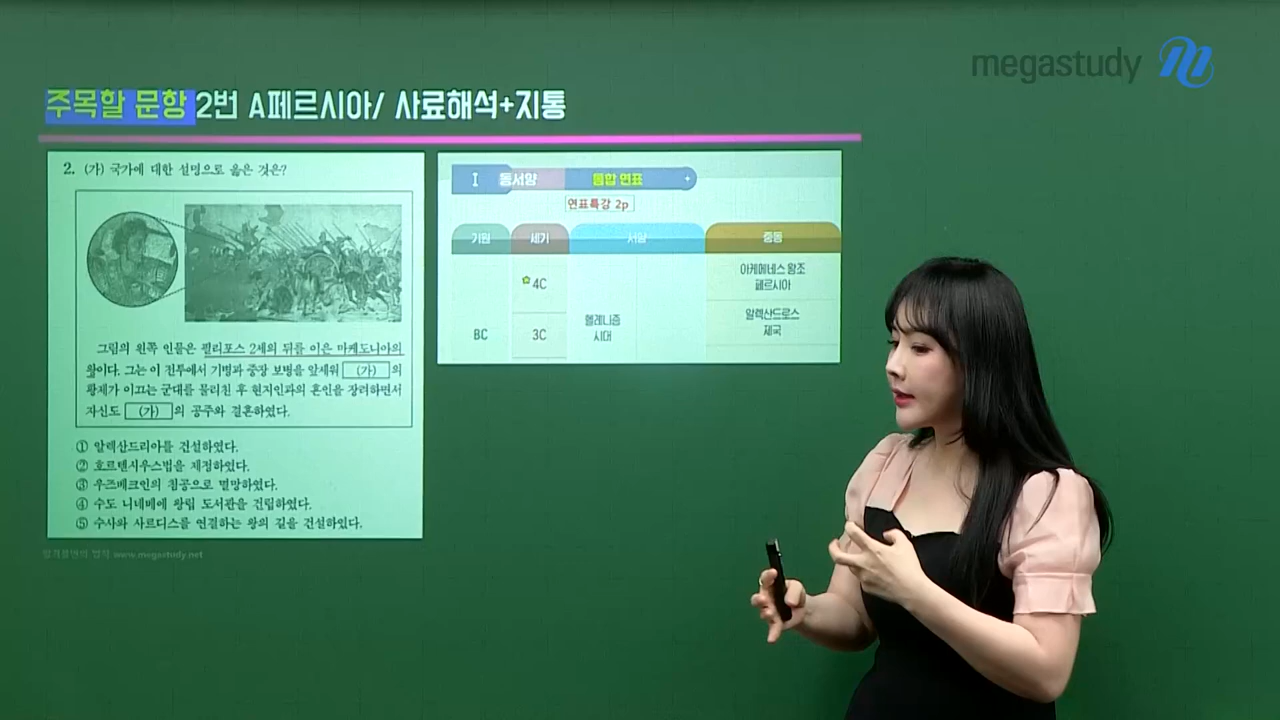 megastudy
주목할 문항 2번 A페르시아/ 사료해석+지통
2. (가) 국가에 대한 설명으로 옳은 것은?
그림의 왼쪽 인물은 필리포스 2세의 뒤를 이은 마케도니아의
왕이다. 그는 이 전투에서 기병과 중장 보병을 앞세워 (가) 의
황제가 이끄는 군대를 물리친 후 현지인과의 혼인을 장려하면서
자신도 (가) 의 공주와 결혼하였다.
① 알렉산드리아를 건설하였다.
② 호르텐시우스법을 제정하였다.
③ 우즈베크인의 침공으로 멸망하였다.
④ 수도 니네베에 왕립 도서관을 건립하였다.
⑤ 수사와 사르디스를 연결하는 왕의 길을 건설하였다.
www.megastudy.net
I 동서양 통합 연표
연표특강 2p
기원 세기 서양 중동
4C
아케메네스 왕조
페르시아
BC 3C
헬레니즘
시대
알렉산드로스
제국